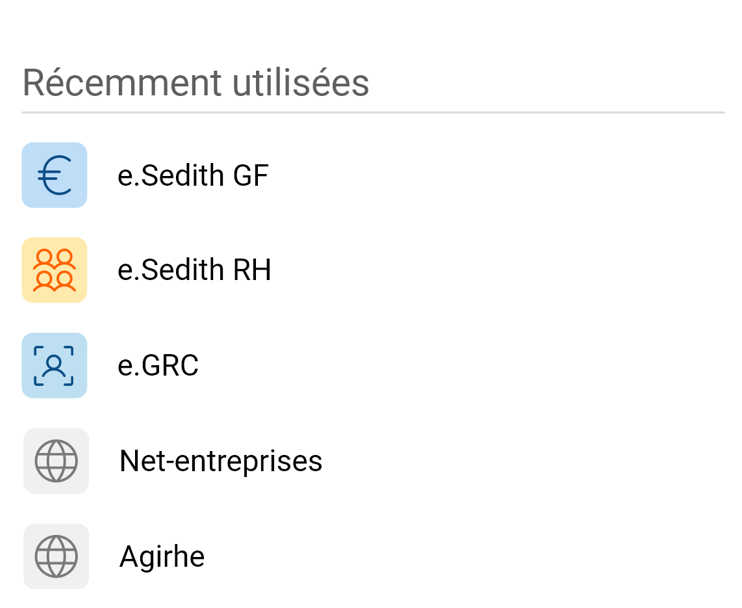 Récemment utilisées
e.Sedith GF
e.Sedith RH
e.GRC
Net-entreprises
Agirhe